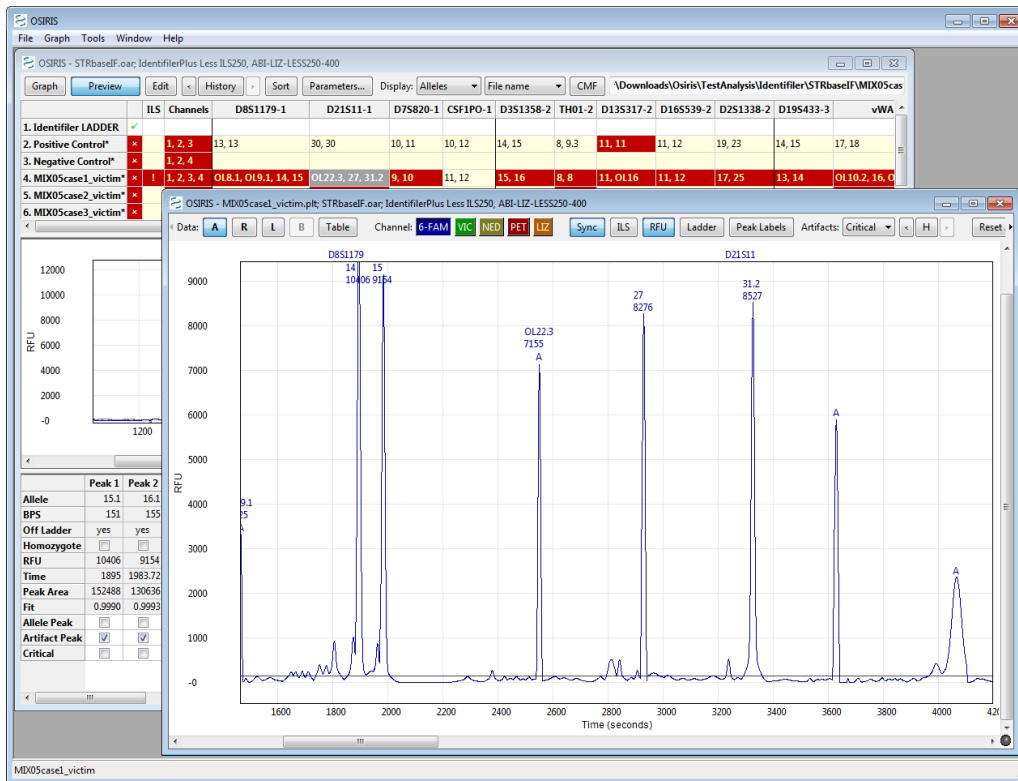 OSIRIS
File Graph Tools Window Help
OSIRIS - STRbaseIF.oar; IdentifilerPlus Less ILS250, ABI-LIZ-LESS250-400
Graph Preview Edit < History > Sort Parameters... Display: Alleles File name CMF \Downloads\Osiris\TestAnalysis\Identifiler\STRbaseIF\MIX05cas
ILS Channels D8S1179-1 D21S11-1 D7S820-1 CSF1PO-1 D3S1358-2 TH01-2 D13S317-2 D16S539-2 D2S1338-2 D19S433-3 vWA
1. Identifiler LADDER
2. Positive Control* 1, 2, 3 13, 13 30, 30 10, 11 10, 12 14, 15 8, 9.3 11, 11 11, 12 19, 23 14, 15 17, 18
3. Negative Control* 1, 2, 4
4. MIX05case1_victim* ! 1, 2, 3, 4 OL8.1, OL9.1, 14, 15 OL22.3, 27, 31.2 9, 10 11, 12 15, 16 8, 8 11, OL16 11, 12 17, 25 13, 14 OL10.2, 16, O
5. MIX05case2_victim*
6. MIX05case3_victim*
OSIRIS - MIX05case1_victim.plt; STRbaseIF.oar; IdentifilerPlus Less ILS250, ABI-LIZ-LESS250-400
Data: A R L B Table Channel: 6-FAM VIC NED PET LIZ Sync ILS RFU Ladder Peak Labels Artifacts: Critical < H > Reset
D8S1179 D21S11
14 15
10406 9154
27
8276
31.2
8527
OL22.3
7155
A
A
A
9.1
25
A
9000
8000
7000
6000
5000
4000
3000
2000
1000
-0
RFU
1600 1800 2000 2200 2400 2600 2800 3000 3200 3400 3600 3800 4000 420
Time (seconds)
12000
10000
8000
6000
4000
2000
-0
RFU
1200
Peak 1 Peak 2
Allele 15.1 16.1
BPS 151 155
Off Ladder yes yes
Homozygote
RFU 10406 9154
Time 1895 1983.72
Peak Area 152488 130636
Fit 0.9990 0.9993
Allele Peak
Artifact Peak
Critical
MIX05case1_victim